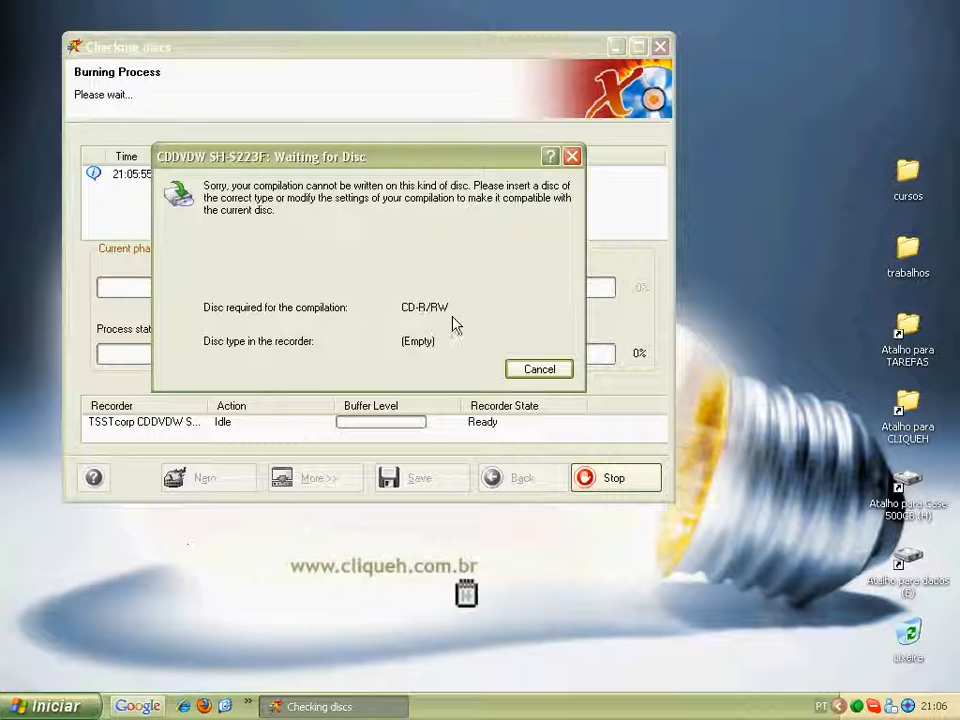 Checking discs
Burning Process
Please wait...
Time
21:05:55
CDDVDW SH-S223F: Waiting for Disc
Sorry, your compilation cannot be written on this kind of disc. Please insert a disc of
the correct type or modify the settings of your compilation to make it compatible with
the current disc.
Current pha
0%
Disc required for the compilation: CD-R/RW
Process stat
Disc type in the recorder: (Empty)
0%
Cancel
Recorder Action Buffer Level Recorder State
TSSTcorp CDDVDW S... Idle Ready
Nero
More >>
Save
Back
Stop
cursos
trabalhos
Atalho para
TAREFAS
Atalho para
CLIQUEH
Atalho para Case
500GB (H)
Atalho para dados
(E)
Lixeira
www.cliqueh.com.br
Iniciar
Google
Checking discs
PT
21:06